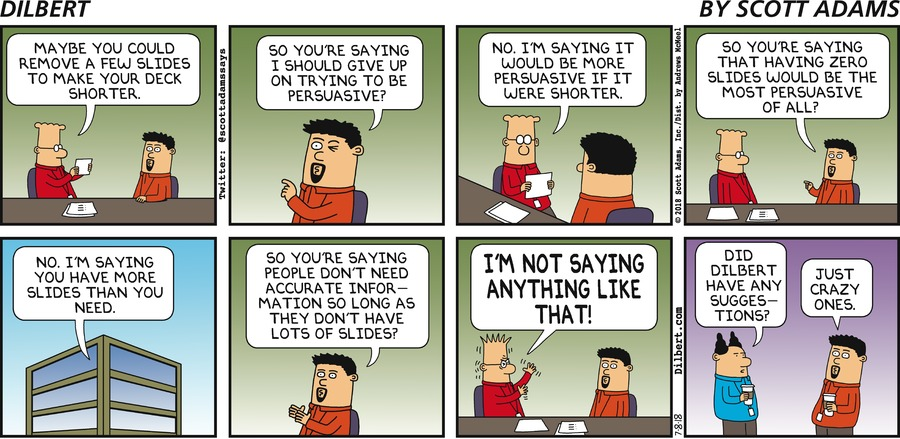 DILBERT
BY SCOTT ADAMS
MAYBE YOU COULD
REMOVE A FEW SLIDES
TO MAKE YOUR DECK
SHORTER.
Twitter: @scottadamssays
SO YOU'RE SAYING
I SHOULD GIVE UP
ON TRYING TO BE
PERSUASIVE?
NO. I'M SAYING IT
WOULD BE MORE
PERSUASIVE IF IT
WERE SHORTER.
© 2018 Scott Adams, Inc./Dist. by Andrews McMeel
SO YOU'RE SAYING
THAT HAVING ZERO
SLIDES WOULD BE THE
MOST PERSUASIVE
OF ALL?
NO. I'M SAYING
YOU HAVE MORE
SLIDES THAN YOU
NEED.
SO YOU'RE SAYING
PEOPLE DON'T NEED
ACCURATE INFOR-
MATION SO LONG AS
THEY DON'T HAVE
LOTS OF SLIDES?
I'M NOT SAYING
ANYTHING LIKE
THAT!
7-8-18
Dilbert.com
DID
DILBERT
HAVE ANY
SUGGES-
TIONS?
JUST
CRAZY
ONES.